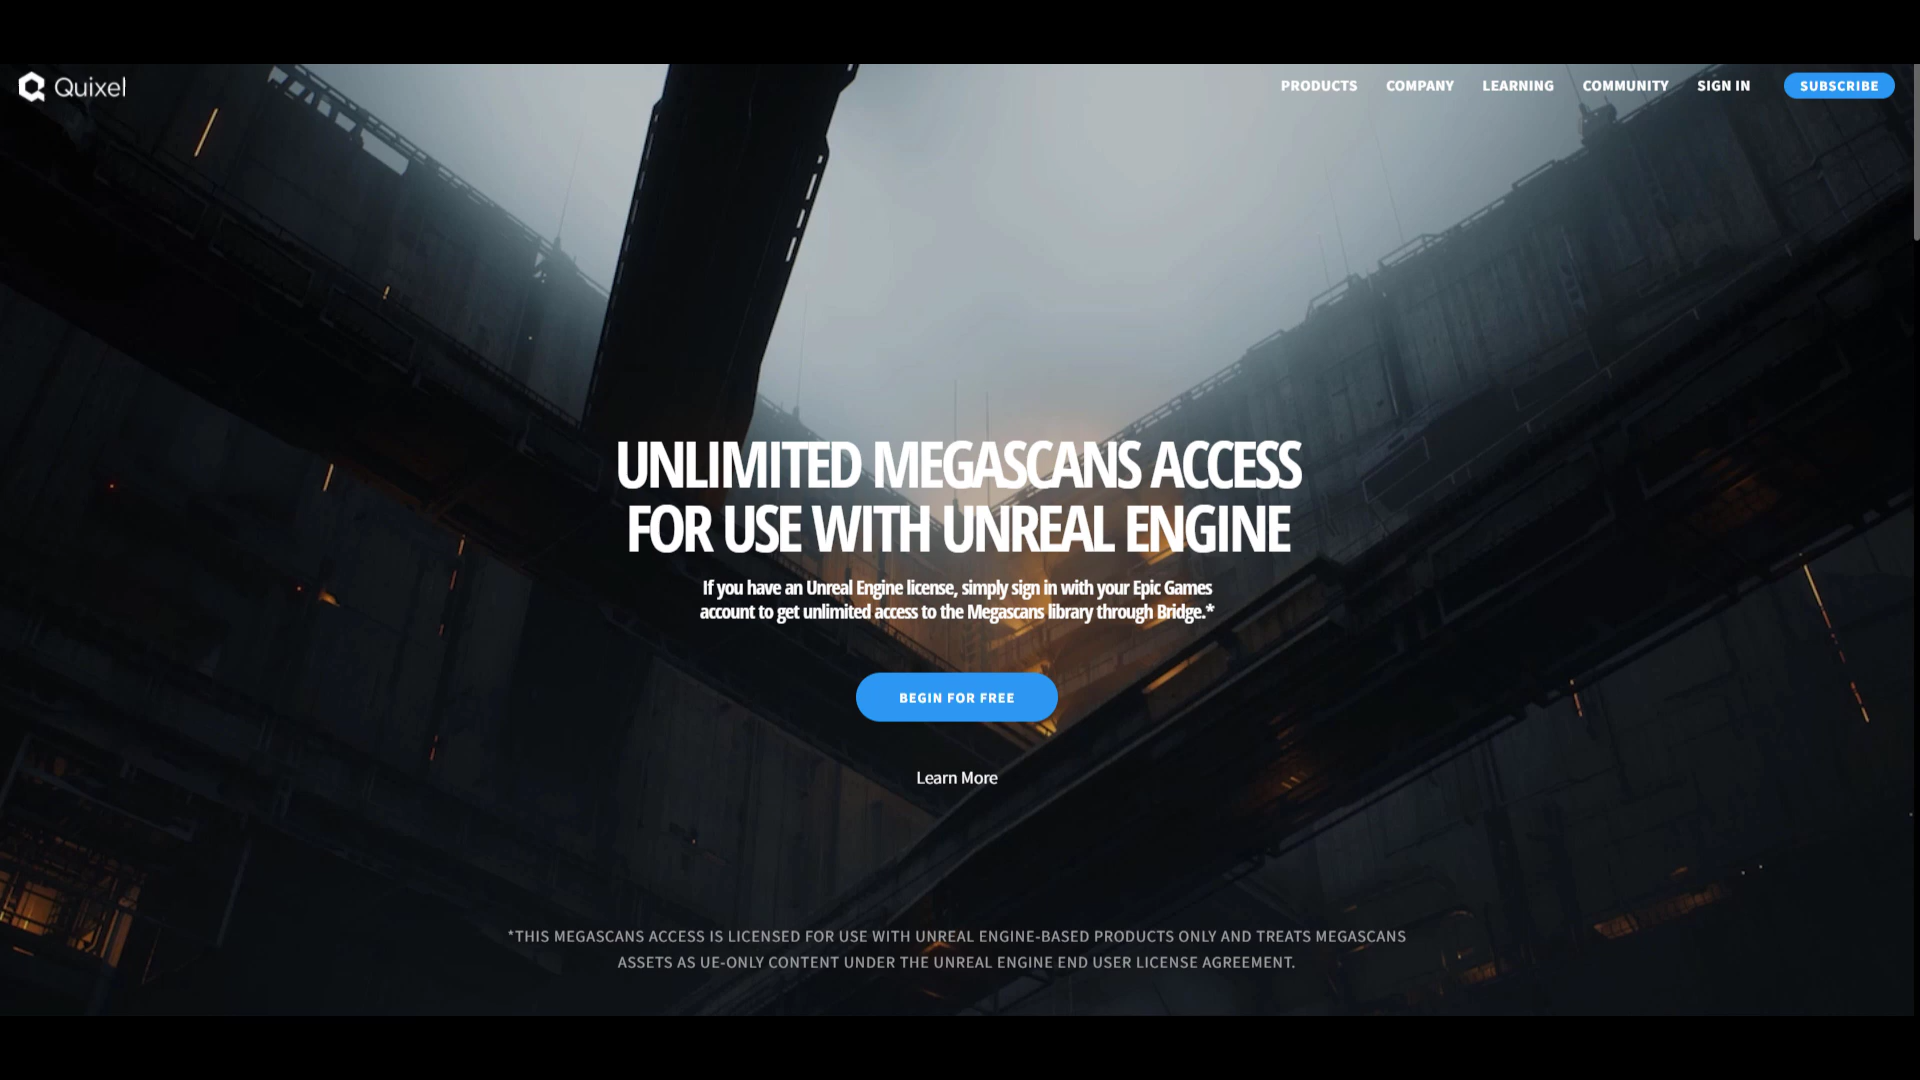 Quixel
PRODUCTS COMPANY LEARNING COMMUNITY SIGN IN SUBSCRIBE
UNLIMITED MEGASCANS ACCESS
FOR USE WITH UNREAL ENGINE
If you have an Unreal Engine license, simply sign in with your Epic Games
account to get unlimited access to the Megascans library through Bridge.*
BEGIN FOR FREE
Learn More
*THIS MEGASCANS ACCESS IS LICENSED FOR USE WITH UNREAL ENGINE-BASED PRODUCTS ONLY AND TREATS MEGASCANS
ASSETS AS UE-ONLY CONTENT UNDER THE UNREAL ENGINE END USER LICENSE AGREEMENT.